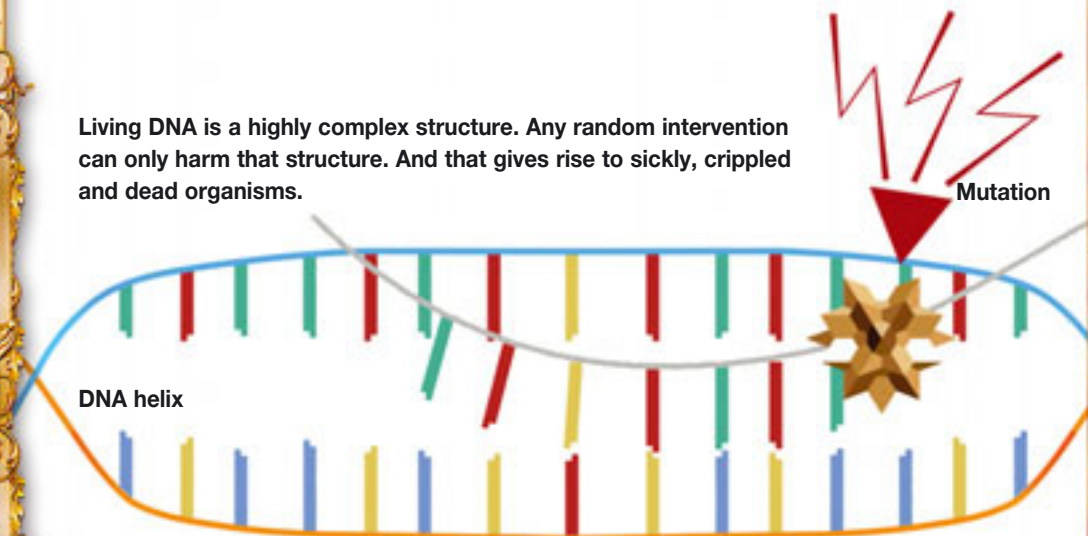 Living DNA is a highly complex structure. Any random intervention
can only harm that structure. And that gives rise to sickly, crippled
and dead organisms.
Mutation
DNA helix